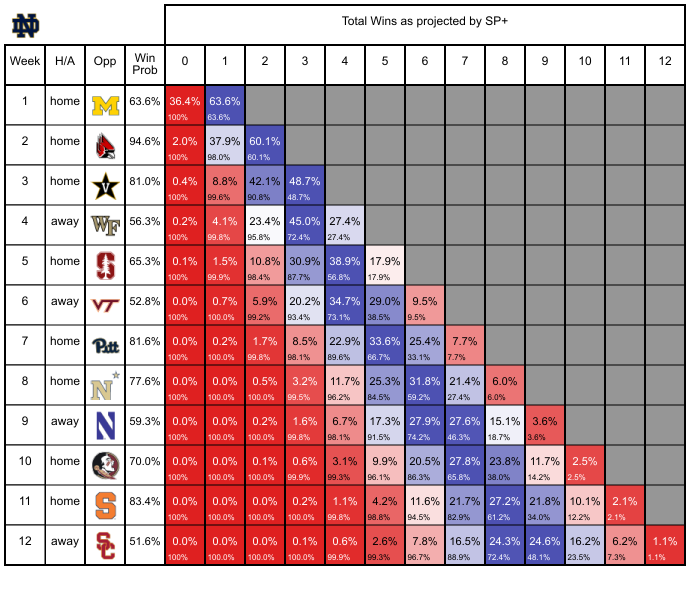 ND
Total Wins as projected by SP+
Week H/A Opp Win Prob 0 1 2 3 4 5 6 7 8 9 10 11 12
1 home M 63.6% 36.4% 63.6%
100% 63.6%
2 home 94.6% 2.0% 37.9% 60.1%
100% 98.0% 60.1%
3 home V 81.0% 0.4% 8.8% 42.1% 48.7%
100% 99.6% 90.8% 48.7%
4 away WF 56.3% 0.2% 4.1% 23.4% 45.0% 27.4%
100% 99.8% 95.8% 72.4% 27.4%
5 home S 65.3% 0.1% 1.5% 10.8% 30.9% 38.9% 17.9%
100% 99.9% 98.4% 87.7% 56.8% 17.9%
6 away VT 52.8% 0.0% 0.7% 5.9% 20.2% 34.7% 29.0% 9.5%
100% 100.0% 99.2% 93.4% 73.1% 38.5% 9.5%
7 home Pitt 81.6% 0.0% 0.2% 1.7% 8.5% 22.9% 33.6% 25.4% 7.7%
100% 100.0% 99.8% 98.1% 89.6% 66.7% 33.1% 7.7%
8 home N 77.6% 0.0% 0.0% 0.5% 3.2% 11.7% 25.3% 31.8% 21.4% 6.0%
100% 100.0% 100.0% 99.5% 96.2% 84.5% 59.2% 27.4% 6.0%
9 away N 59.3% 0.0% 0.0% 0.2% 1.6% 6.7% 17.3% 27.9% 27.6% 15.1% 3.6%
100% 100.0% 100.0% 99.8% 98.1% 91.5% 74.2% 46.3% 18.7% 3.6%
10 home 70.0% 0.0% 0.0% 0.1% 0.6% 3.1% 9.9% 20.5% 27.8% 23.8% 11.7% 2.5%
100% 100.0% 100.0% 99.9% 99.3% 96.1% 86.3% 65.8% 38.0% 14.2% 2.5%
11 home S 83.4% 0.0% 0.0% 0.0% 0.2% 1.1% 4.2% 11.6% 21.7% 27.2% 21.8% 10.1% 2.1%
100% 100.0% 100.0% 100.0% 99.8% 98.8% 94.5% 82.9% 61.2% 34.0% 12.2% 2.1%
12 away SC 51.6% 0.0% 0.0% 0.0% 0.1% 0.6% 2.6% 7.8% 16.5% 24.3% 24.6% 16.2% 6.2% 1.1%
100% 100.0% 100.0% 100.0% 99.9% 99.3% 96.7% 88.9% 72.4% 48.1% 23.5% 7.3% 1.1%